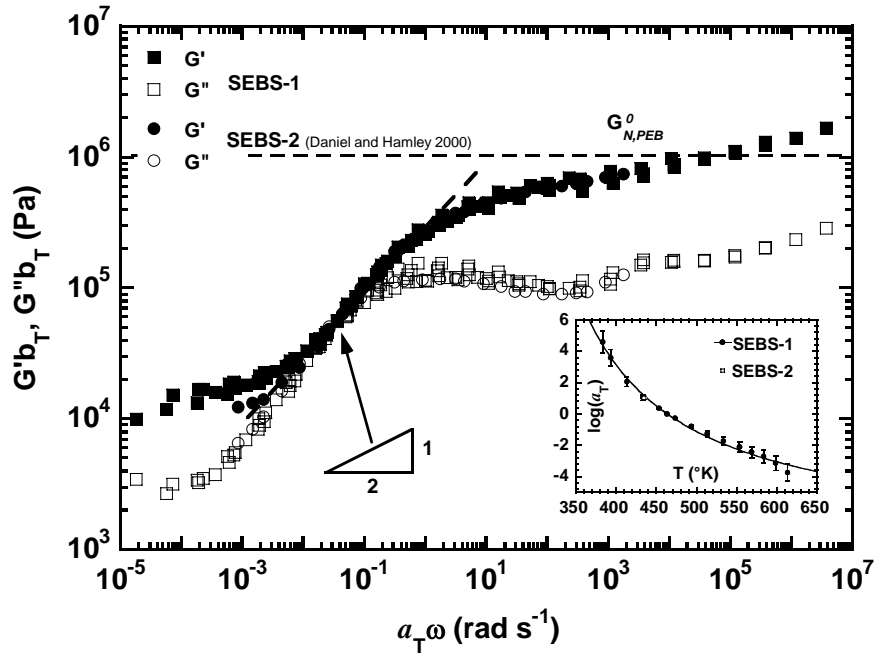 10^7
10^6
10^5
10^4
10^3
G'b_T, G''b_T (Pa)
G' SEBS-1
G''
G' SEBS-2 (Daniel and Hamley 2000)
G''
G^0_{N,PEB}
1
2
6
4
2
0
-2
-4
log(a_T)
SEBS-1
SEBS-2
T (°K)
350 400 450 500 550 600 650
10^-5 10^-3 10^-1 10^1 10^3 10^5 10^7
a_Tω (rad s^-1)